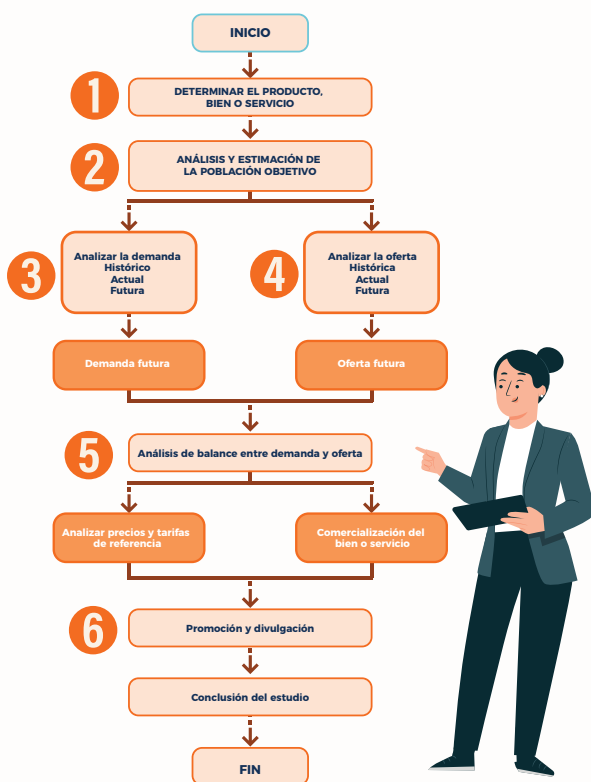 INICIO
1
DETERMINAR EL PRODUCTO,
BIEN O SERVICIO
2
ANÁLISIS Y ESTIMACIÓN DE
LA POBLACIÓN OBJETIVO
3
Analizar la demanda
Histórico
Actual
Futura
4
Analizar la oferta
Histórica
Actual
Futura
Demanda futura
Oferta futura
5
Análisis de balance entre demanda y oferta
Analizar precios y tarifas
de referencia
Comercialización del
bien o servicio
6
Promoción y divulgación
Conclusión del estudio
FIN